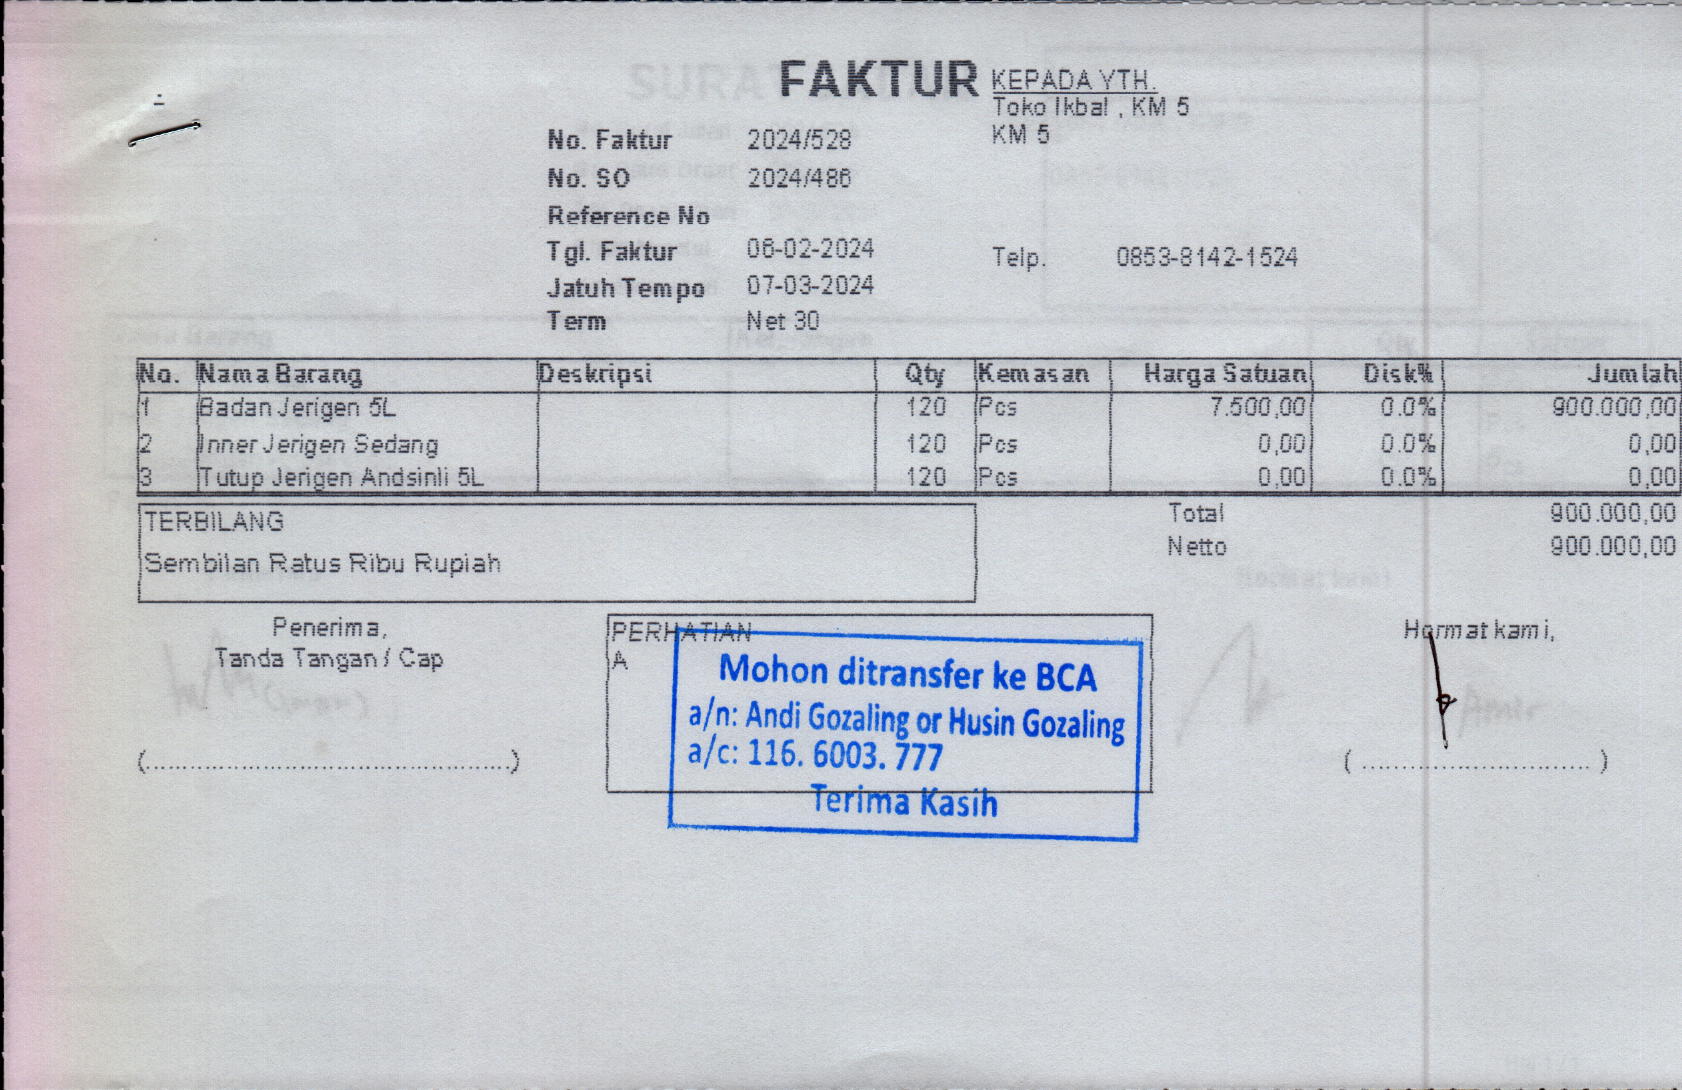 FAKTUR
KEPADA YTH.
Toko Ikbal , KM 5
KM 5
No. Faktur 2024/528
No. SO 2024/486
Reference No
Tgl. Faktur 06-02-2024
Telp. 0853-8142-1524
Jatuh Tempo 07-03-2024
Term Net 30
No. Nama Barang Deskripsi Qty Kemasan Harga Satuan Disk% Jumlah
1 Badan Jerigen 5L 120 Pcs 7.500,00 0.0% 900.000,00
2 Inner Jerigen Sedang 120 Pcs 0,00 0.0% 0,00
3 Tutup Jerigen Andsinli 5L 120 Pcs 0,00 0.0% 0,00
TERBILANG
Sembilan Ratus Ribu Rupiah
Total 900.000,00
Netto 900.000,00
Penerima,
Tanda Tangan / Cap
(............................................)
PERHATIAN
A
Mohon ditransfer ke BCA
a/n: Andi Gozaling or Husin Gozaling
a/c: 116. 6003. 777
Terima Kasih
Hormat kami,
( ............................ )